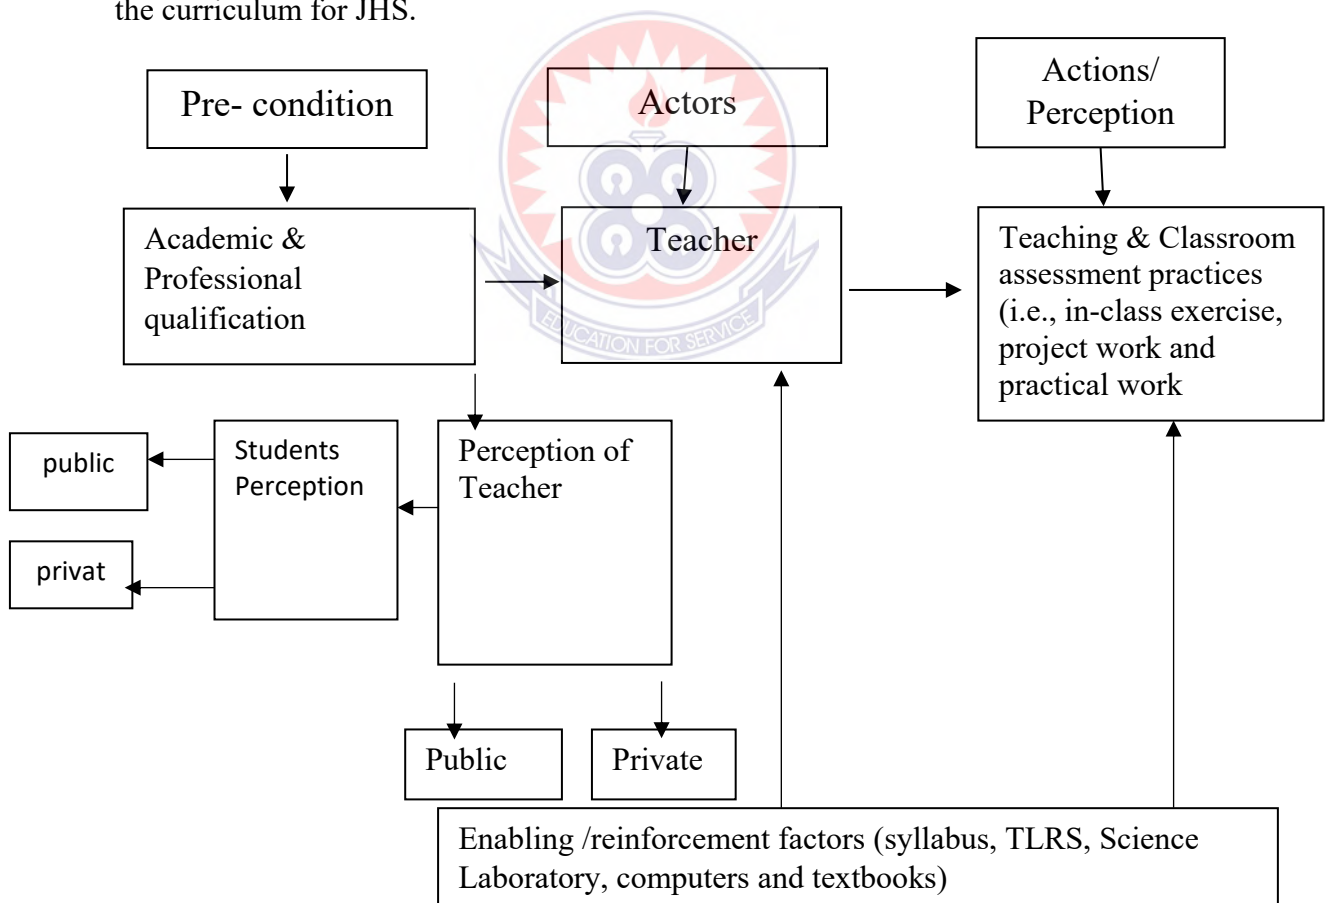 the curriculum for JHS.
Pre- condition
Actors
Actions/
Perception
Academic &
Professional
qualification
Teacher
Teaching & Classroom
assessment practices
(i.e., in-class exercise,
project work and
practical work
EDUCATION FOR SERVICE
public
Students
Perception
Perception of
Teacher
privat
Public
Private
Enabling /reinforcement factors (syllabus, TLRS, Science
Laboratory, computers and textbooks)